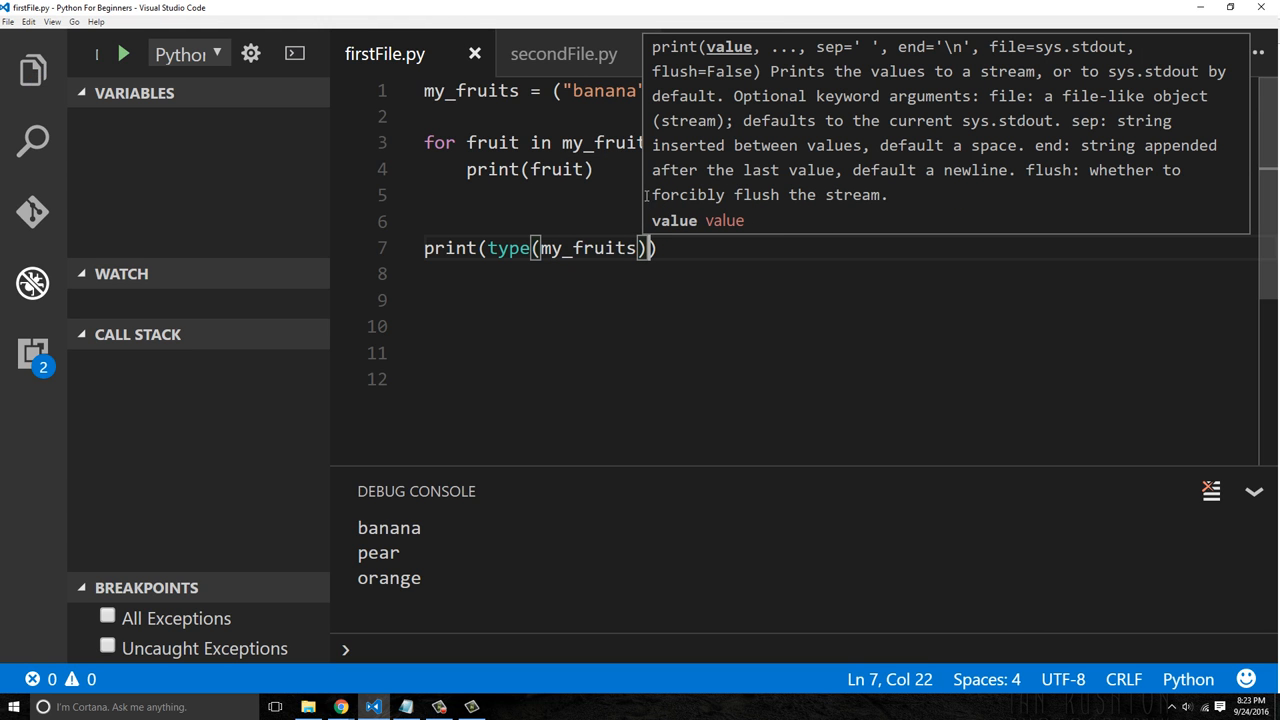 firstFile.py - Python For Beginners - Visual Studio Code
File Edit View Go Help
Python
firstFile.py
secondFile.py
VARIABLES
WATCH
CALL STACK
BREAKPOINTS
All Exceptions
Uncaught Exceptions
2
1 my_fruits = ("banana"
2
3 for fruit in my_fruit
4 print(fruit)
5
6
7 print(type(my_fruits))
8
9
10
11
12
print(value, ..., sep=' ', end='\n', file=sys.stdout,
flush=False) Prints the values to a stream, or to sys.stdout by
default. Optional keyword arguments: file: a file-like object
(stream); defaults to the current sys.stdout. sep: string
inserted between values, default a space. end: string appended
after the last value, default a newline. flush: whether to
forcibly flush the stream.
value value
DEBUG CONSOLE
banana
pear
orange
0 0
Ln 7, Col 22 Spaces: 4 UTF-8 CRLF Python
I'm Cortana. Ask me anything.
8:23 PM
9/24/2016